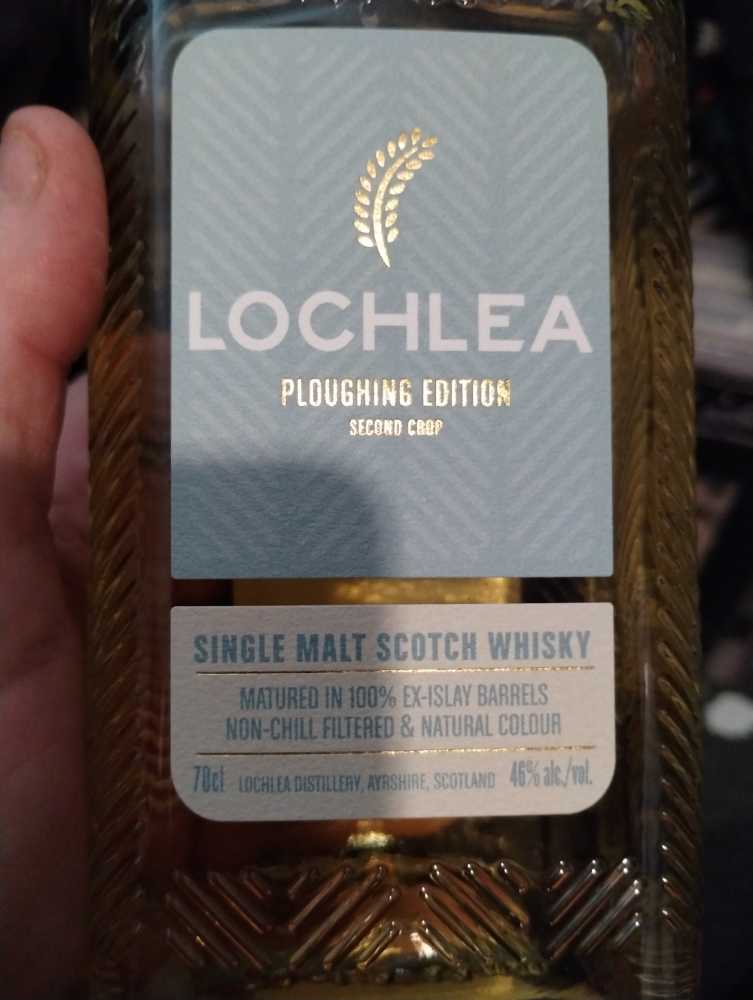 LOCHLEA
PLOUGHING EDITION
SECOND CROP
SINGLE MALT SCOTCH WHISKY
MATURED IN 100% EX-ISLAY BARRELS
NON-CHILL FILTERED & NATURAL COLOUR
70cl LOCHLEA DISTILLERY, AYRSHIRE, SCOTLAND 46% alc./vol.